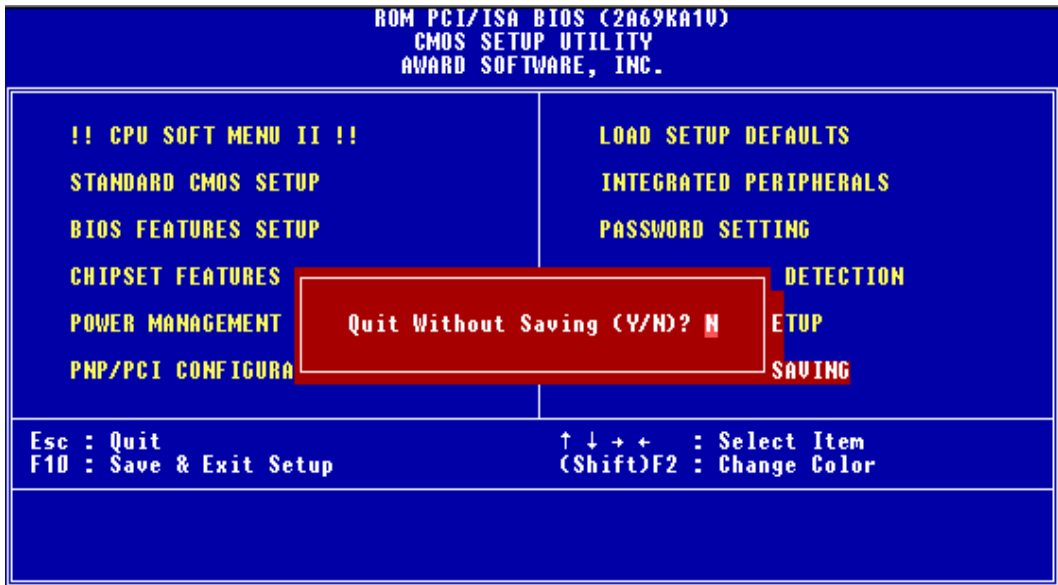 ROM PCI/ISA BIOS (2A69KA1V)
CMOS SETUP UTILITY
AWARD SOFTWARE, INC.
!! CPU SOFT MENU II !!
STANDARD CMOS SETUP
BIOS FEATURES SETUP
CHIPSET FEATURES
POWER MANAGEMENT
PNP/PCI CONFIGURA
LOAD SETUP DEFAULTS
INTEGRATED PERIPHERALS
PASSWORD SETTING
DETECTION
ETUP
SAVING
Quit Without Saving (Y/N)? N
Esc : Quit
F10 : Save & Exit Setup
↑ ↓ → ← : Select Item
(Shift)F2 : Change Color